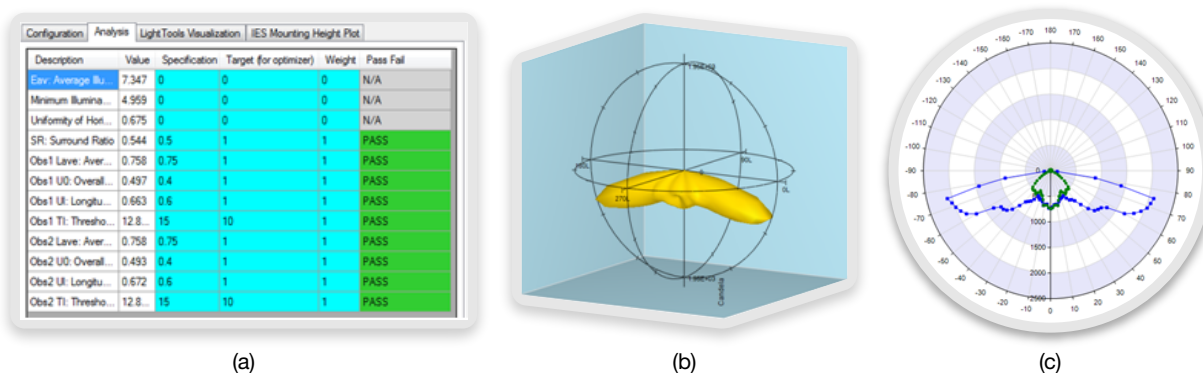 Configuration Analysis LightTools Visualization IES Mounting Height Plot
Description Value Specification Target (for optimizer) Weight Pass Fail
Eav: Average Illu... 7.347 0 0 0 N/A
Minimum Illumina... 4.959 0 0 0 N/A
Uniformity of Hori... 0.675 0 0 0 N/A
SR: Surround Ratio 0.544 0.5 1 1 PASS
Obs1 Lave: Aver... 0.758 0.75 1 1 PASS
Obs1 U0: Overall... 0.497 0.4 1 1 PASS
Obs1 UI: Longitu... 0.663 0.6 1 1 PASS
Obs1 TI: Thresho... 12.8... 15 10 1 PASS
Obs2 Lave: Aver... 0.758 0.75 1 1 PASS
Obs2 U0: Overall... 0.493 0.4 1 1 PASS
Obs2 UI: Longitu... 0.672 0.6 1 1 PASS
Obs2 TI: Thresho... 12.8... 15 10 1 PASS
(a)
90L
270L
Candela
(b)
-170 180 170
-160 160
-150 150
-140 140
-130 130
-120 120
-110 110
-100 100
-90 0 90
-80 80
-70 70
-60 60
-50 1000 50
-40 1500 40
-30 2000 30
-20 2500 20
-10 0 10
(c)